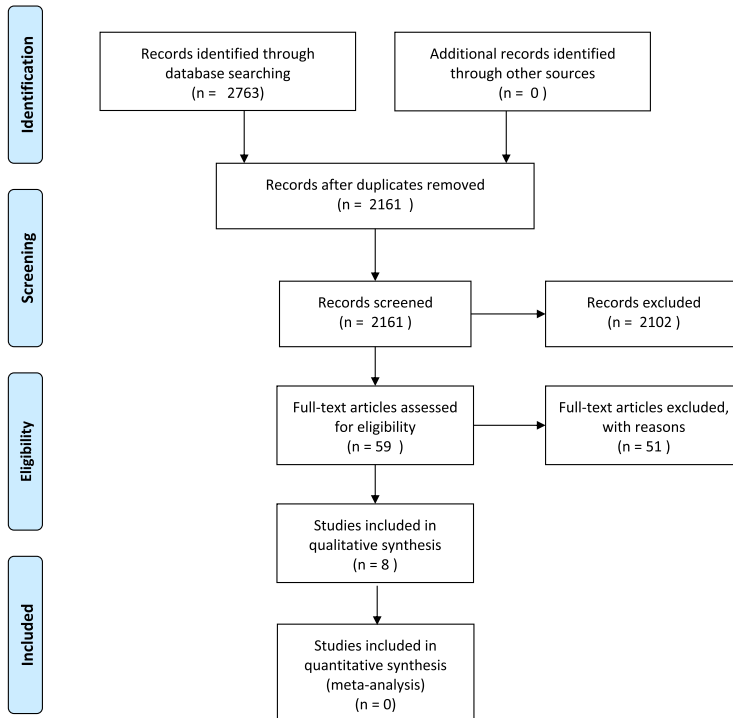 Identification
Records identified through
database searching
(n = 2763)
Additional records identified
through other sources
(n = 0 )
Records after duplicates removed
(n = 2161 )
Screening
Records screened
(n = 2161 )
Records excluded
(n = 2102 )
Eligibility
Full-text articles assessed
for eligibility
(n = 59 )
Full-text articles excluded,
with reasons
(n = 51 )
Studies included in
qualitative synthesis
(n = 8 )
Included
Studies included in
quantitative synthesis
(meta-analysis)
(n = 0)